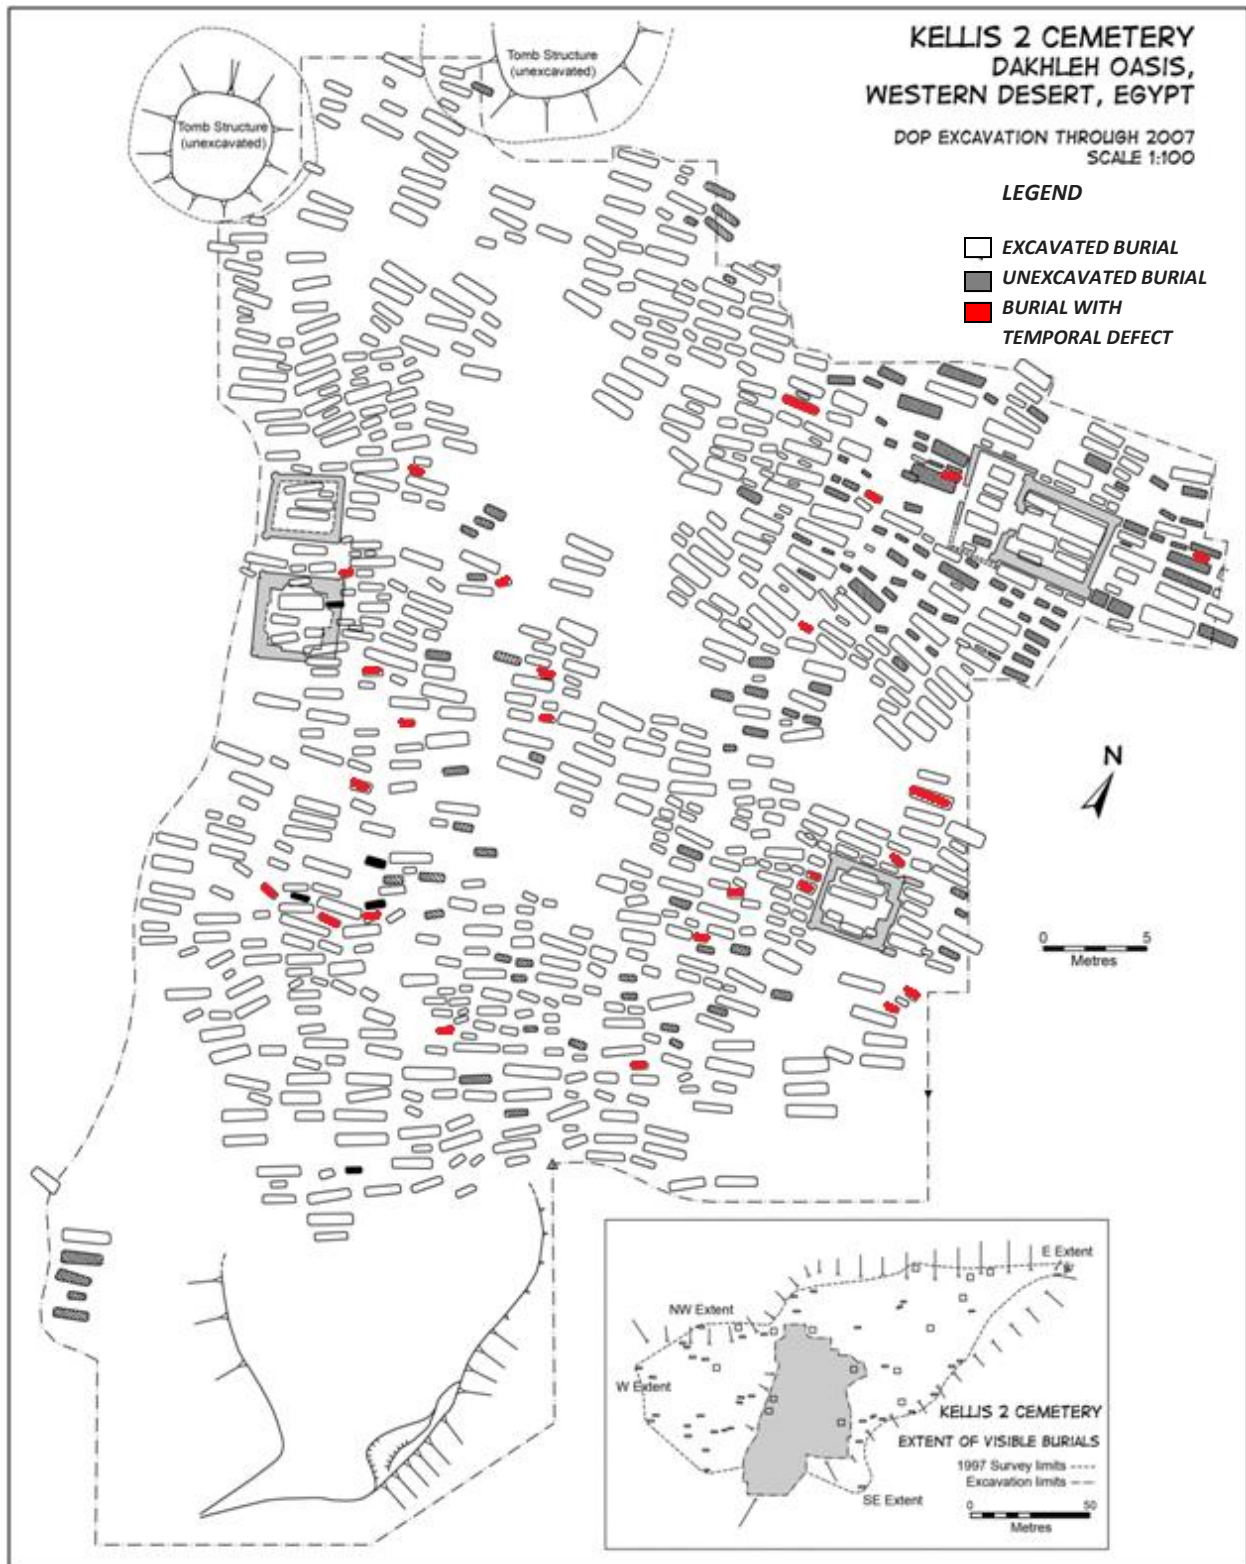 KELLIS 2 CEMETERY
DAKHLEH OASIS,
WESTERN DESERT, EGYPT
DOP EXCAVATION THROUGH 2007
SCALE 1:100
LEGEND
EXCAVATED BURIAL
UNEXCAVATED BURIAL
BURIAL WITH
TEMPORAL DEFECT
Tomb Structure
(unexcavated)
Tomb Structure
(unexcavated)
N
0 5
Metres
E Extent
NW Extent
W Extent
KELLIS 2 CEMETERY
EXTENT OF VISIBLE BURIALS
1997 Survey limits
Excavation limits
SE Extent
0 50
Metres